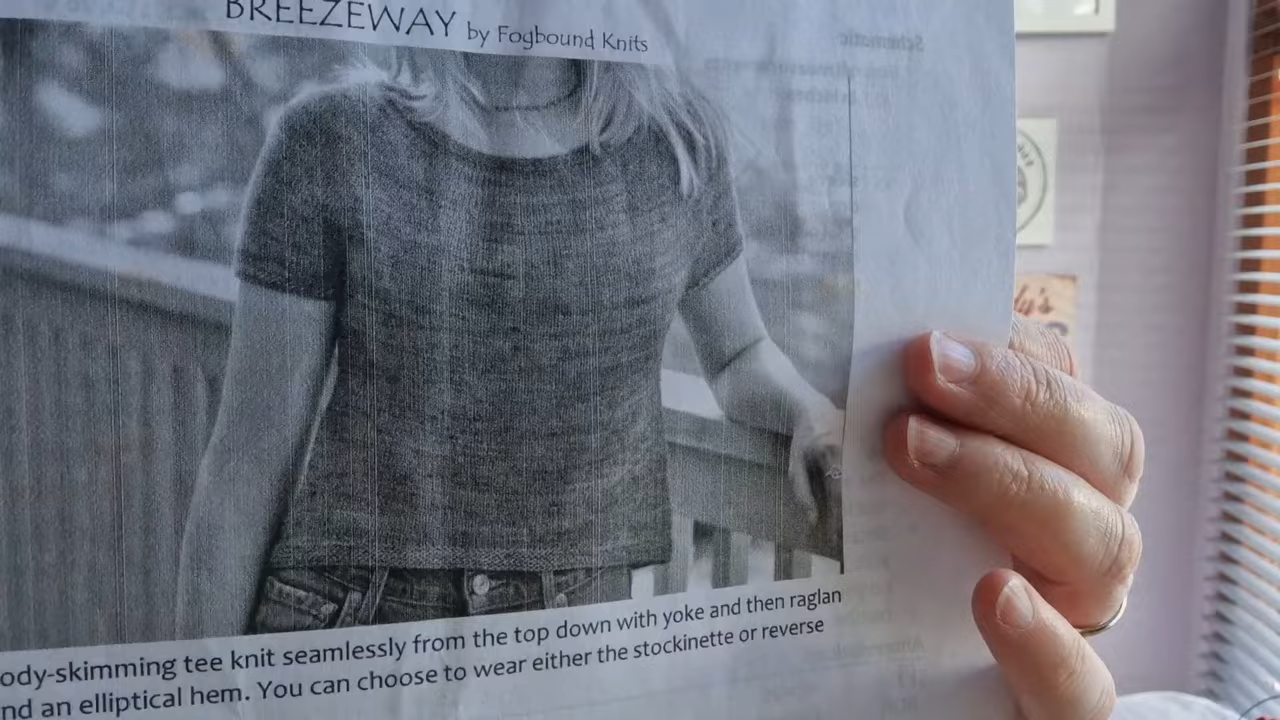 BREEZEWAY by Fogbound Knits
ody-skimming tee knit seamlessly from the top down with yoke and then raglan
nd an elliptical hem. You can choose to wear either the stockinette or reverse
Schematic